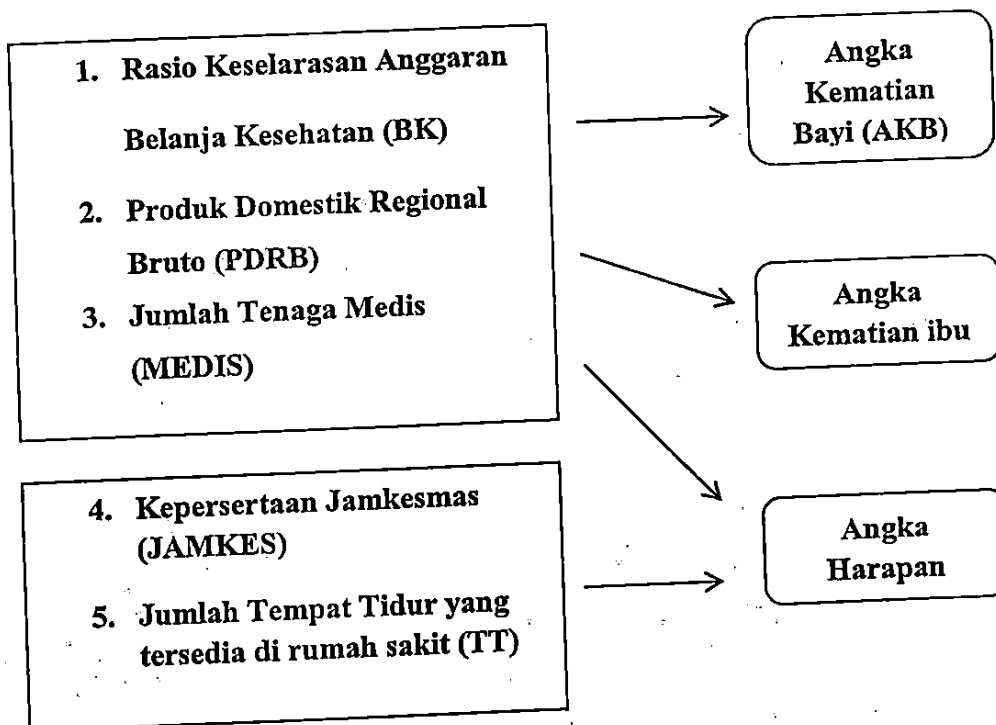 1. Rasio Keselarasan Anggaran
Belanja Kesehatan (BK)
2. Produk Domestik Regional
Bruto (PDRB)
3. Jumlah Tenaga Medis
(MEDIS)
4. Kepersertaan Jamkesmas
(JAMKES)
5. Jumlah Tempat Tidur yang
tersedia di rumah sakit (TT)
Angka
Kematian
Bayi (AKB)
Angka
Kematian ibu
Angka
Harapan